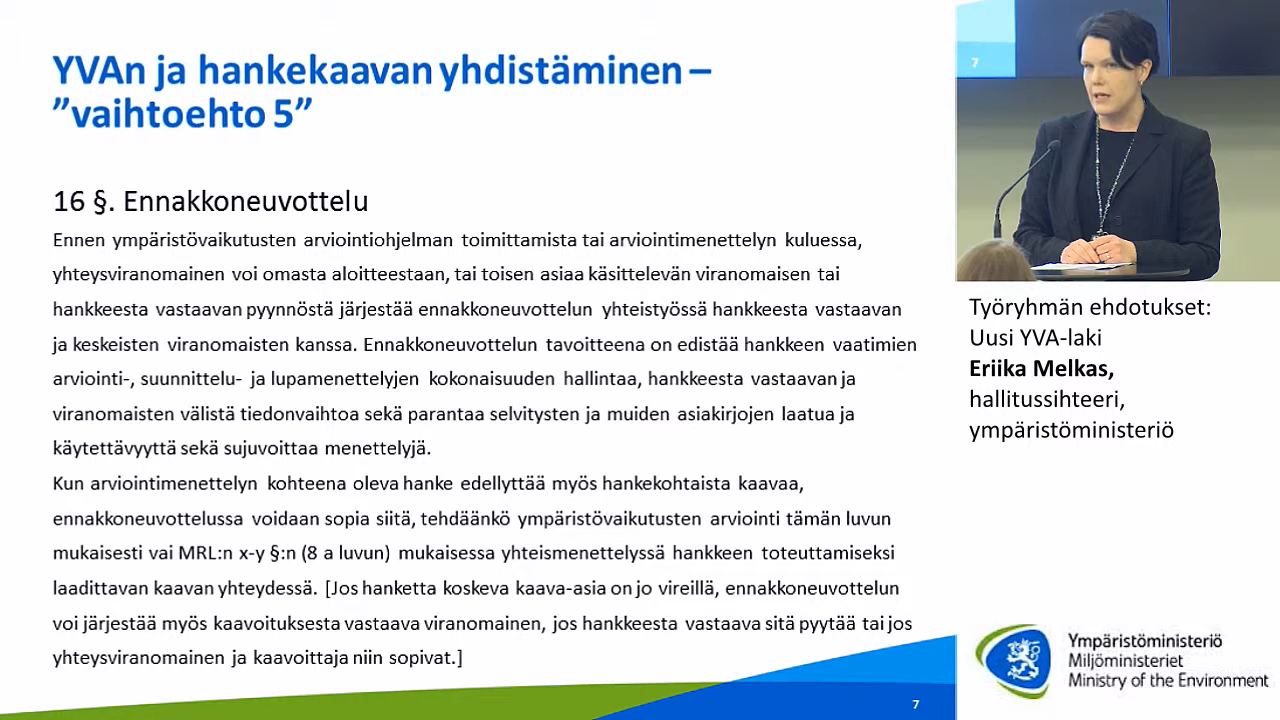 YVAn ja hankekaavan yhdistäminen –
”vaihtoehto 5”
16 §. Ennakkoneuvottelu
Ennen ympäristövaikutusten arviointiohjelman toimittamista tai arviointimenettelyn kuluessa,
yhteysviranomainen voi omasta aloitteestaan, tai toisen asiaa käsittelevän viranomaisen tai
hankkeesta vastaavan pyynnöstä järjestää ennakkoneuvottelun yhteistyössä hankkeesta vastaavan
ja keskeisten viranomaisten kanssa. Ennakkoneuvottelun tavoitteena on edistää hankkeen vaatimien
arviointi-, suunnittelu- ja lupamenettelyjen kokonaisuuden hallintaa, hankkeesta vastaavan ja
viranomaisten välistä tiedonvaihtoa sekä parantaa selvitysten ja muiden asiakirjojen laatua ja
käytettävyyttä sekä sujuvoittaa menettelyjä.
Kun arviointimenettelyn kohteena oleva hanke edellyttää myös hankekohtaista kaavaa,
ennakkoneuvottelussa voidaan sopia siitä, tehdäänkö ympäristövaikutusten arviointi tämän luvun
mukaisesti vai MRL:n x-y §:n (8 a luvun) mukaisessa yhteismenettelyssä hankkeen toteuttamiseksi
laadittavan kaavan yhteydessä. [Jos hanketta koskeva kaava-asia on jo vireillä, ennakkoneuvottelun
voi järjestää myös kaavoituksesta vastaava viranomainen, jos hankkeesta vastaava sitä pyytää tai jos
yhteysviranomainen ja kaavoittaja niin sopivat.]
7
7
Työryhmän ehdotukset:
Uusi YVA-laki
Eriika Melkas,
hallitussihteeri,
ympäristöministeriö
Ympäristöministeriö
Miljöministeriet
Ministry of the Environment